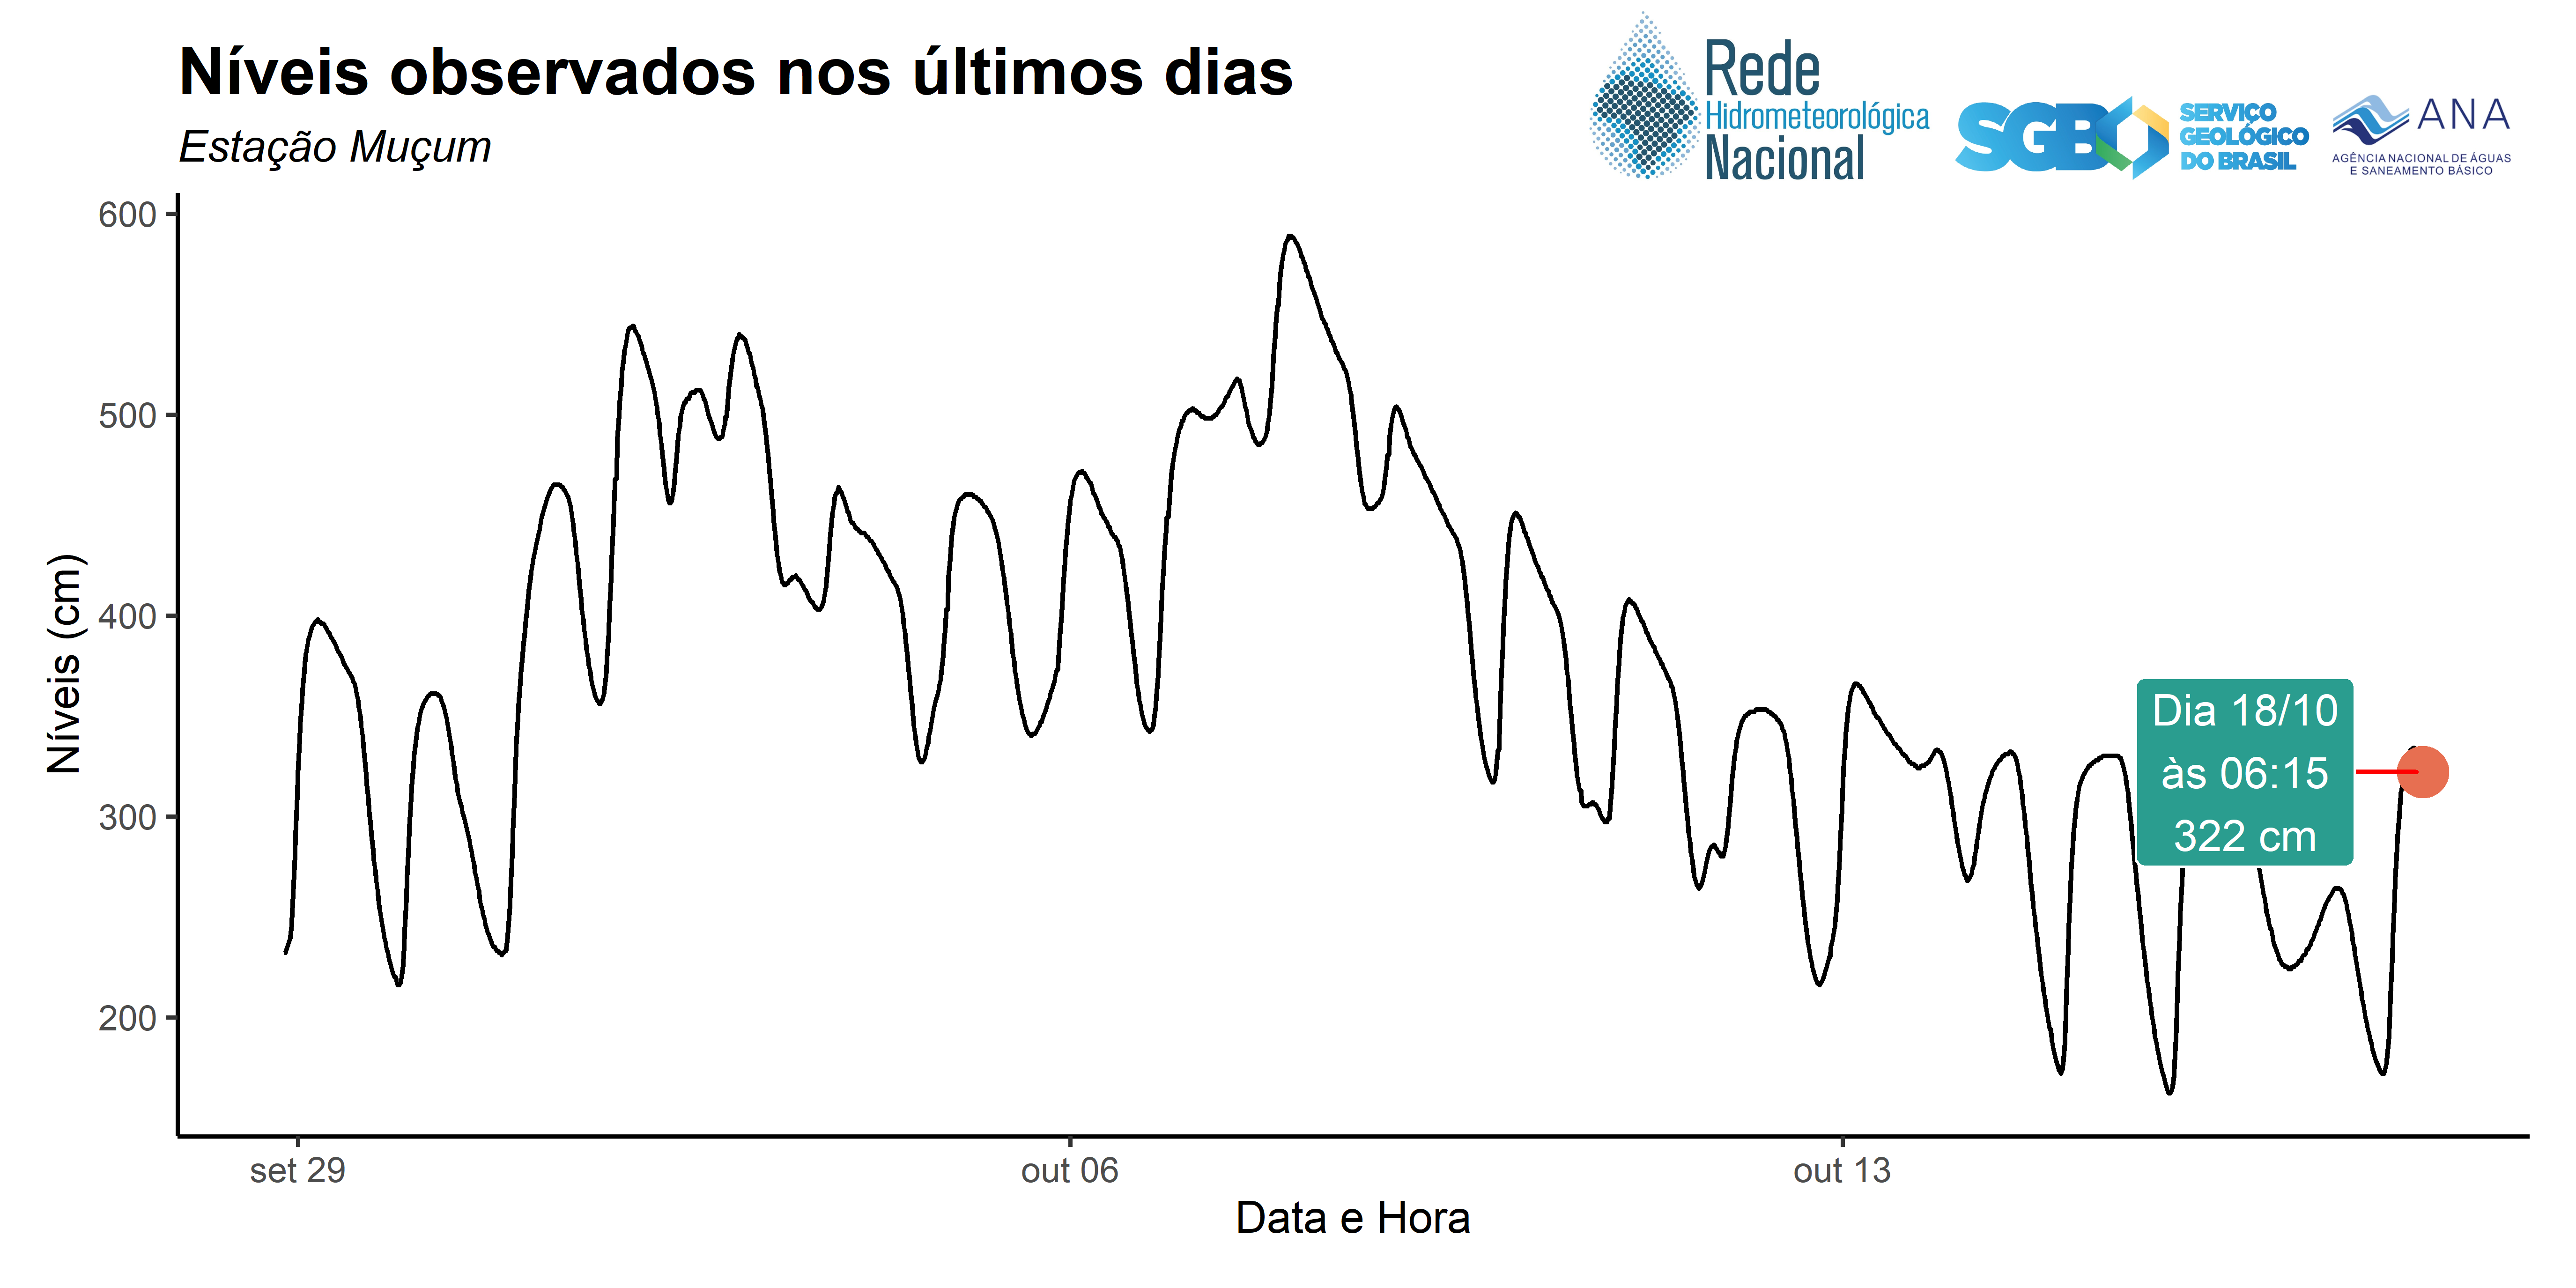 Níveis observados nos últimos dias
Estação Muçum
Rede
Hidrometeorológica
Nacional
SGB
SERVIÇO
GEOLÓGICO
DO BRASIL
ANA
AGÊNCIA NACIONAL DE ÁGUAS
E SANEAMENTO BÁSICO
Níveis (cm)
600
500
400
300
200
Dia 18/10
às 06:15
322 cm
set 29
out 06
out 13
Data e Hora